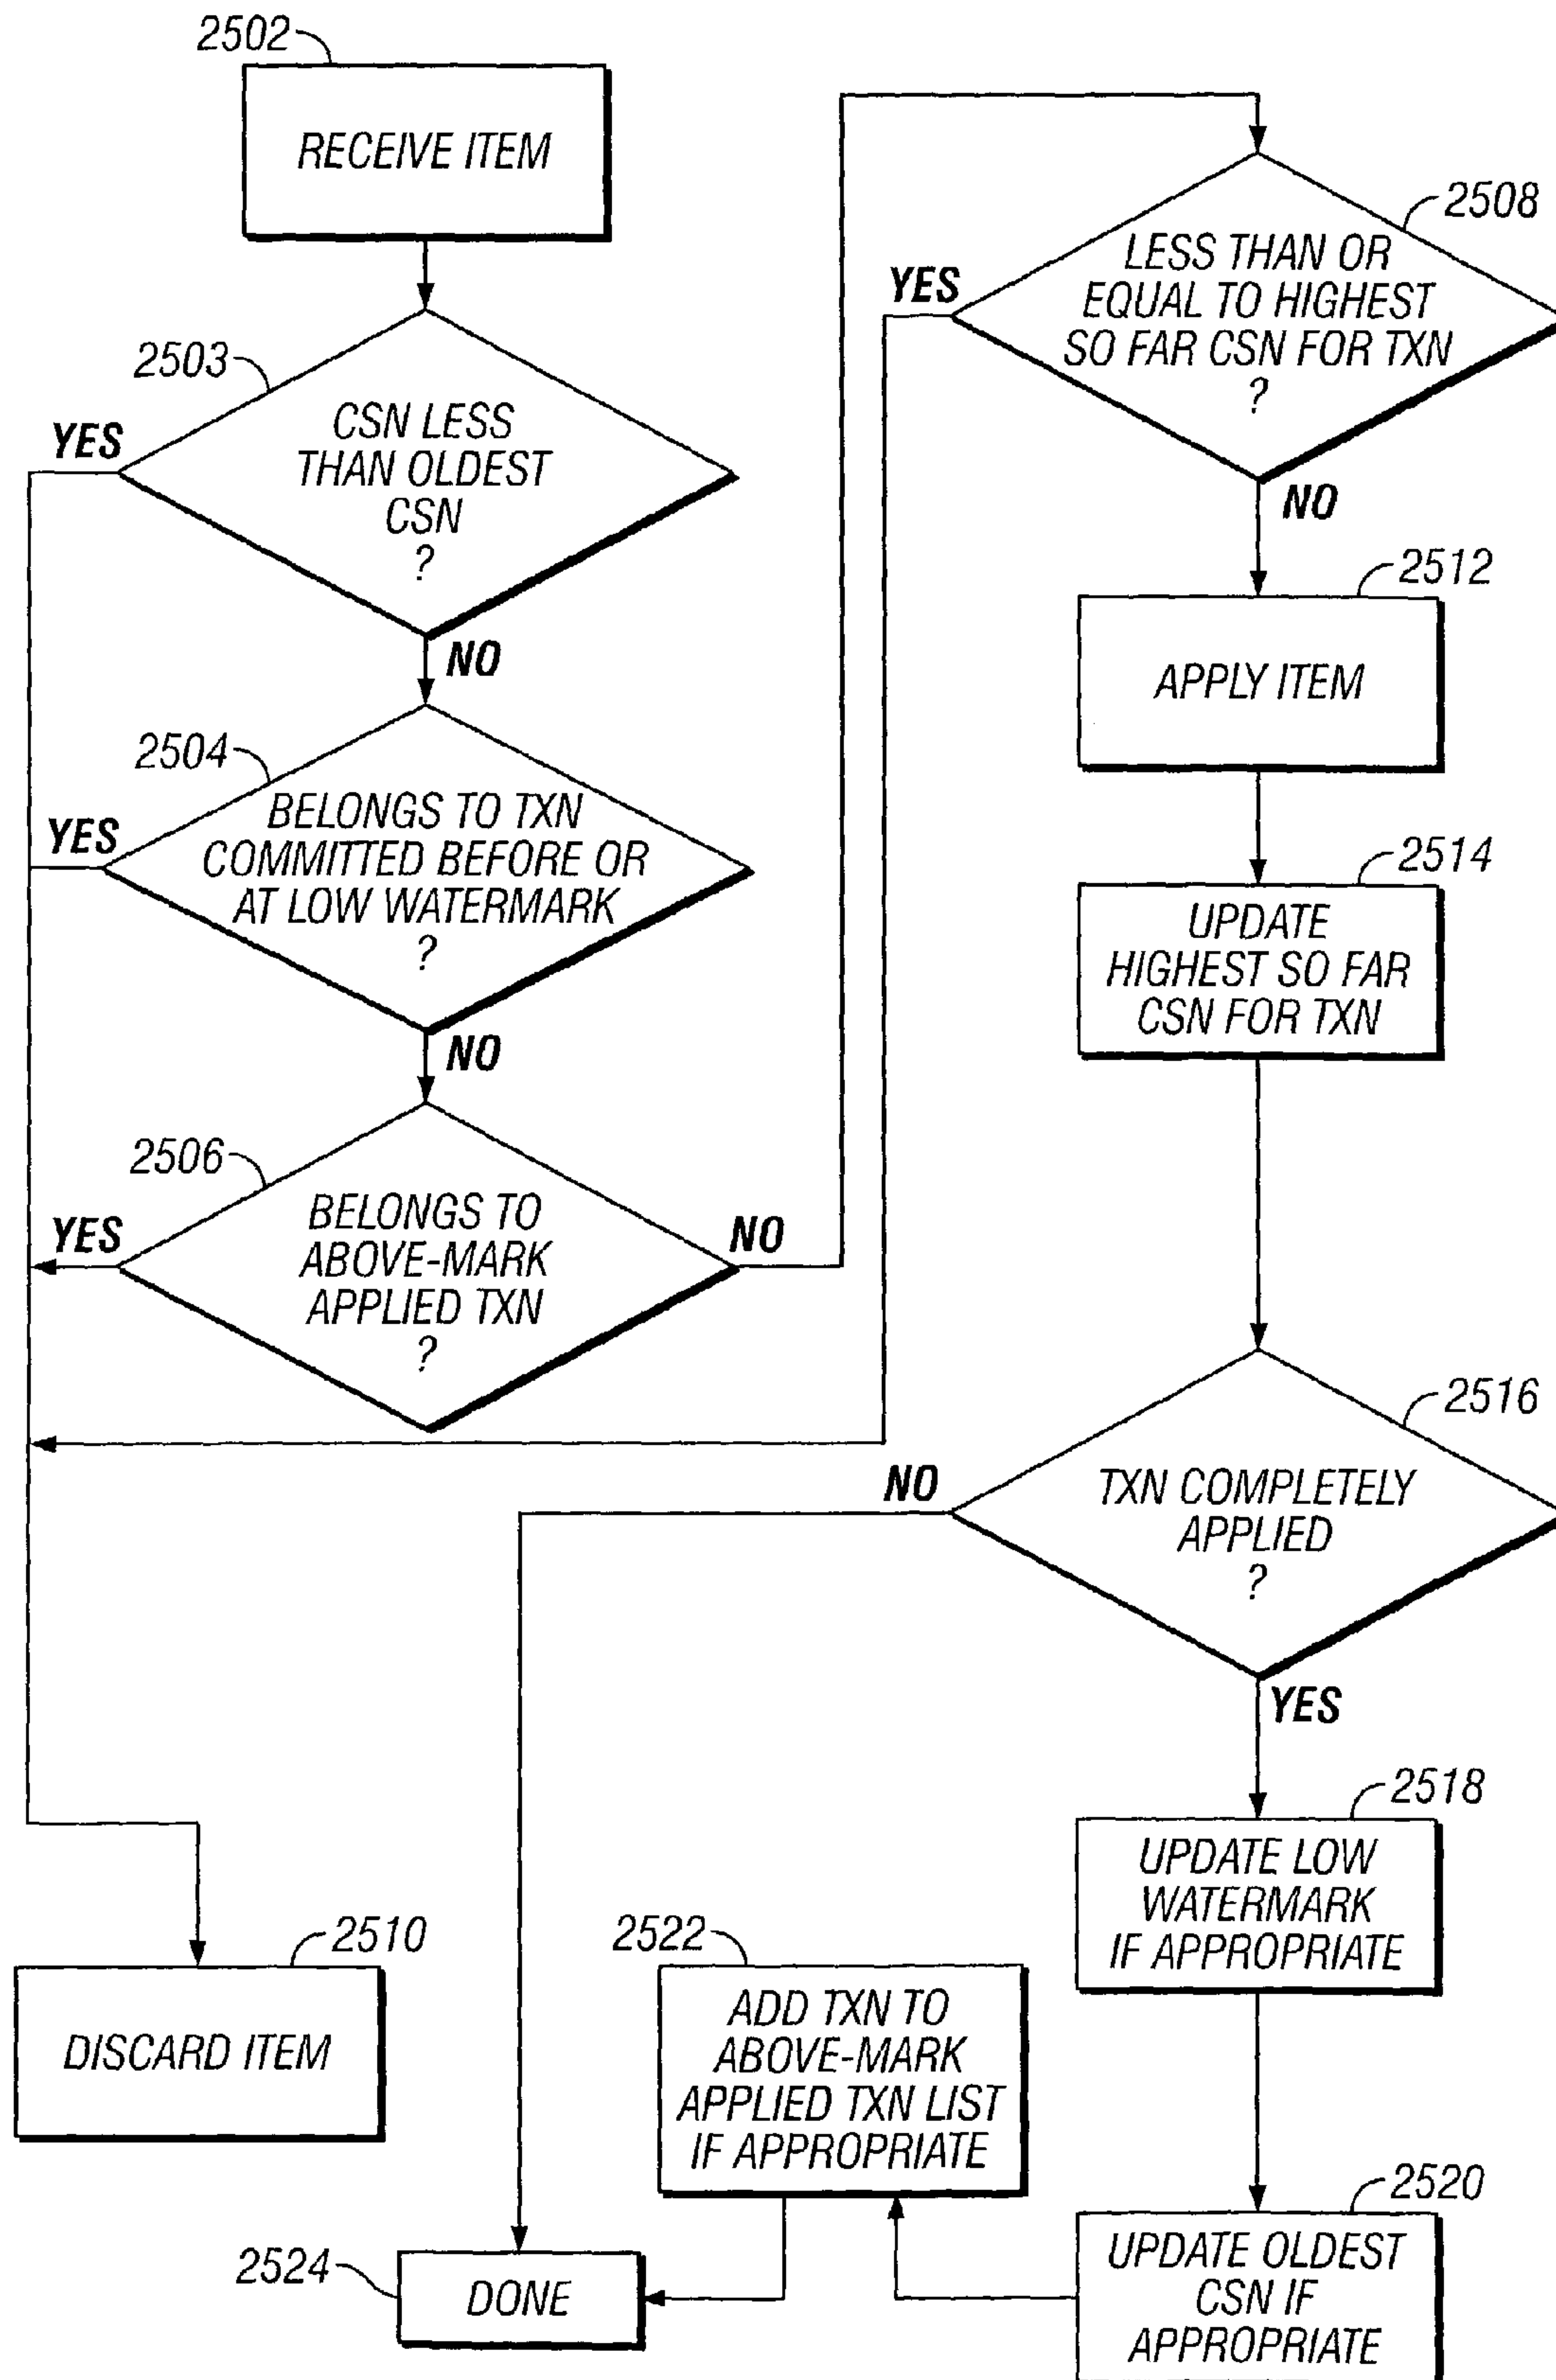 2502
RECEIVE ITEM
2503
YES
CSN LESS
THAN OLDEST
CSN
?
NO
2504
YES
BELONGS TO TXN
COMMITTED BEFORE OR
AT LOW WATERMARK
?
NO
2506
YES
BELONGS TO
ABOVE-MARK
APPLIED TXN
?
NO
2508
YES
LESS THAN OR
EQUAL TO HIGHEST
SO FAR CSN FOR TXN
?
NO
2512
APPLY ITEM
2514
UPDATE
HIGHEST SO FAR
CSN FOR TXN
2516
NO
TXN COMPLETELY
APPLIED
?
YES
2518
UPDATE LOW
WATERMARK
IF APPROPRIATE
2510
DISCARD ITEM
2522
ADD TXN TO
ABOVE-MARK
APPLIED TXN LIST
IF APPROPRIATE
2520
UPDATE OLDEST
CSN IF
APPROPRIATE
2524
DONE